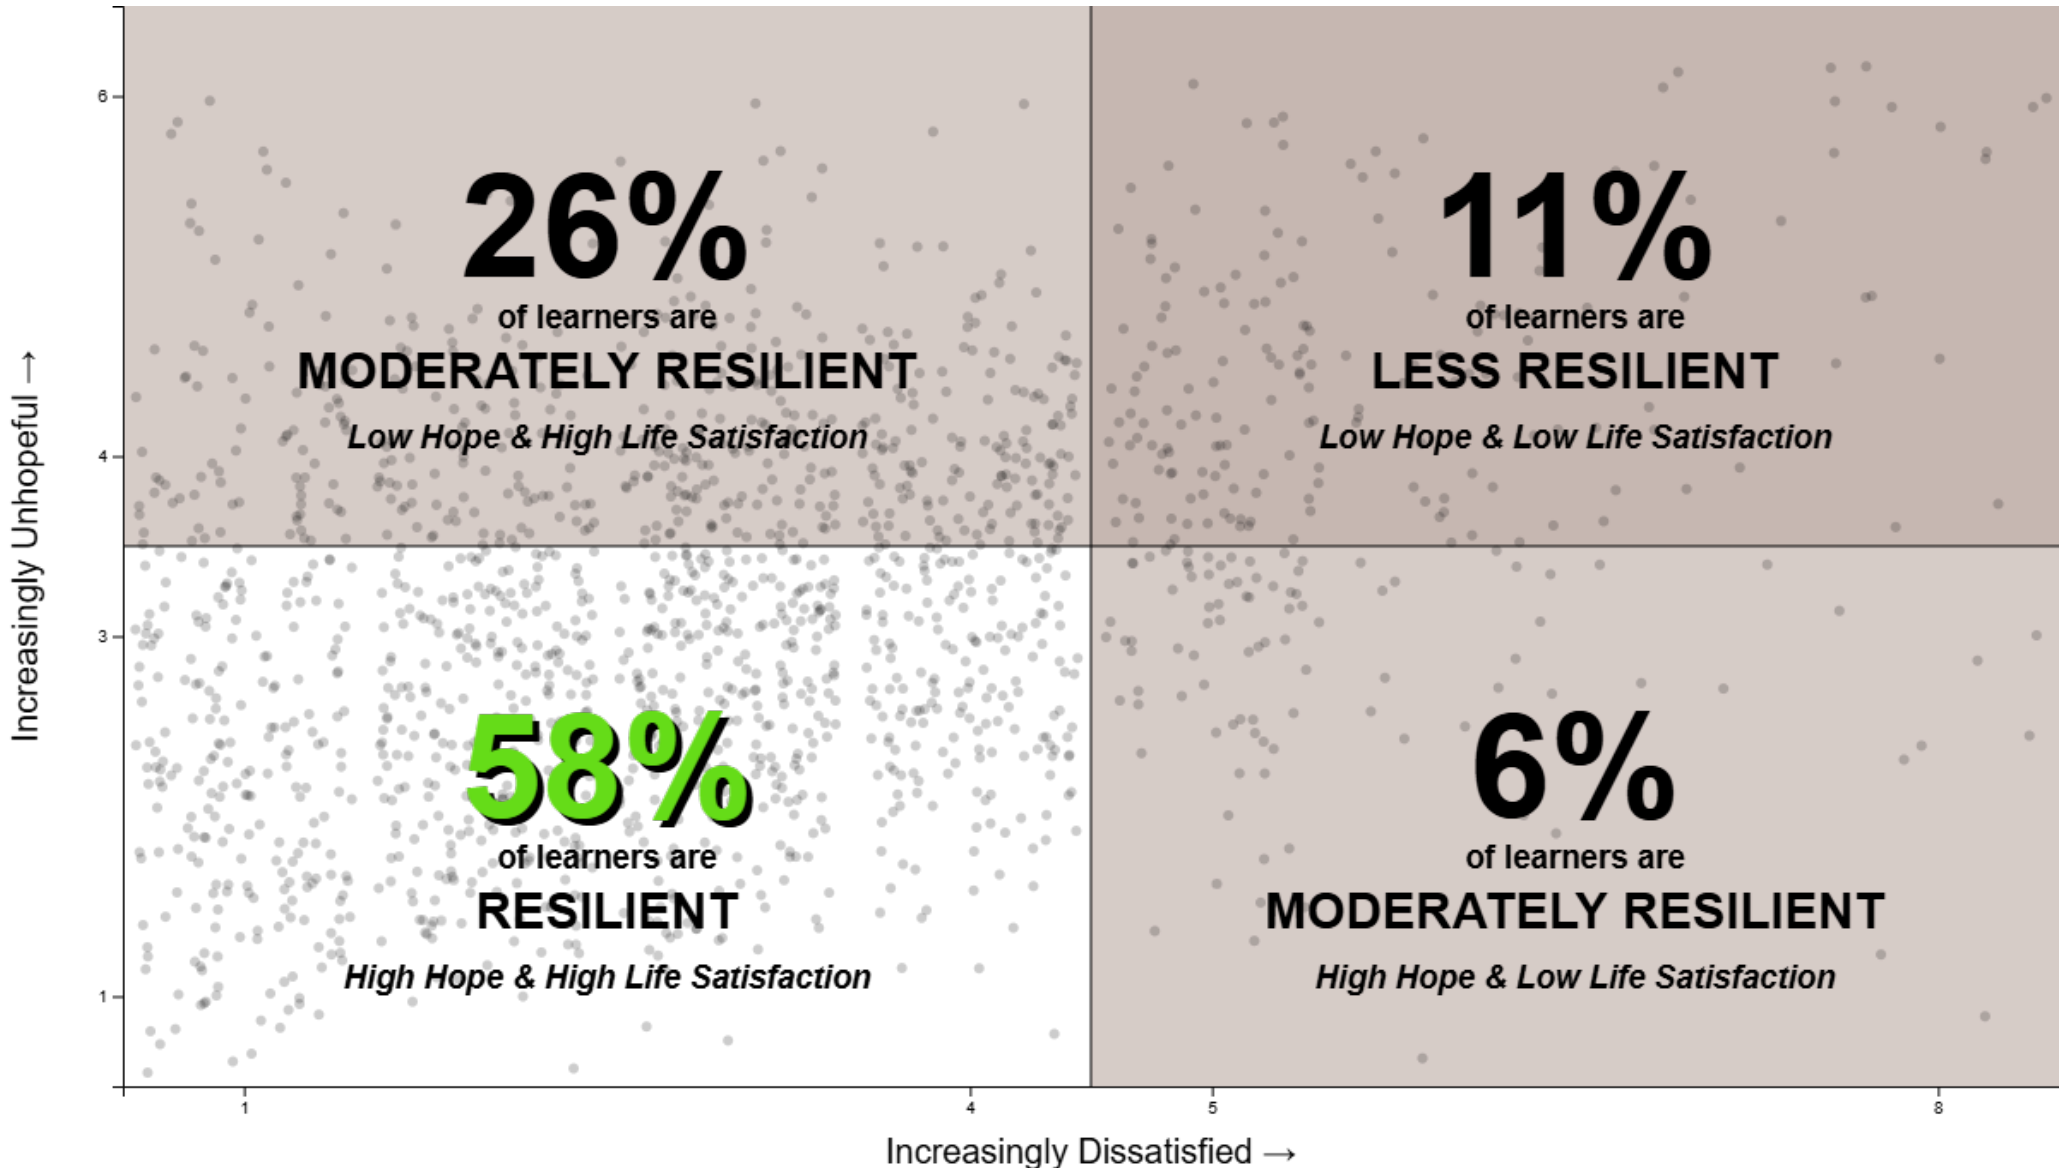 6
4
3
1
Increasingly Unhopeful →
26%
of learners are
MODERATELY RESILIENT
Low Hope & High Life Satisfaction
11%
of learners are
LESS RESILIENT
Low Hope & Low Life Satisfaction
58%
of learners are
RESILIENT
High Hope & High Life Satisfaction
6%
of learners are
MODERATELY RESILIENT
High Hope & Low Life Satisfaction
1
4
5
8
Increasingly Dissatisfied →